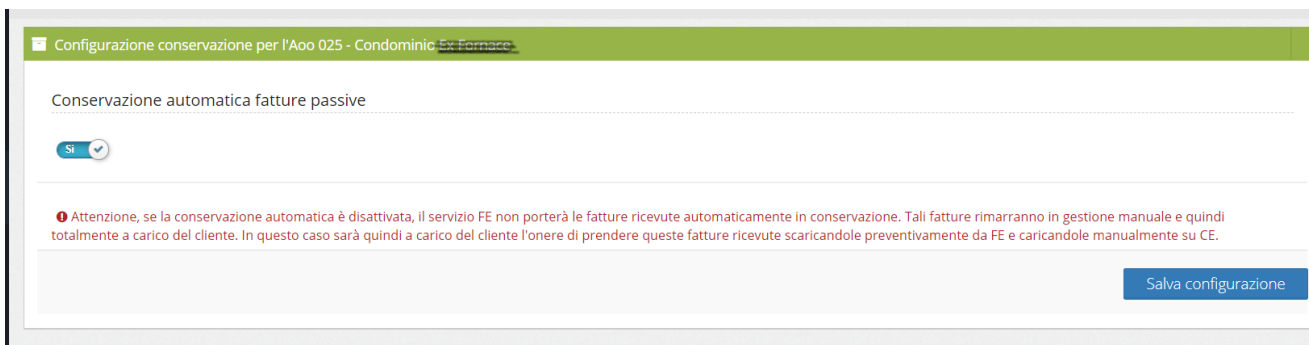 Configurazione conservazione per l'Aoo 025 - Condominio
Conservazione automatica fatture passive
Si
Attenzione, se la conservazione automatica è disattivata, il servizio FE non porterà le fatture ricevute automaticamente in conservazione. Tali fatture rimarranno in gestione manuale e quindi
totalmente a carico del cliente. In questo caso sarà quindi a carico del cliente l'onere di prendere queste fatture ricevute scaricandole preventivamente da FE e caricandole manualmente su CE.
Salva configurazione